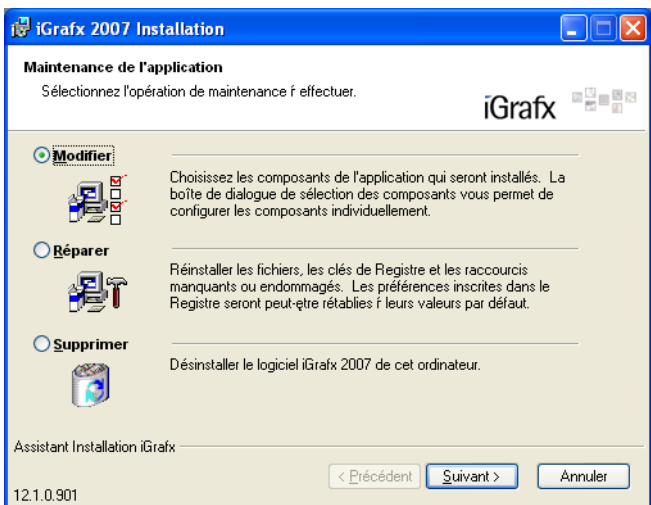 iGrafx 2007 Installation
Maintenance de l'application
Sélectionnez l'opération de maintenance ŕ effectuer.
iGrafx
Modifier
Choisissez les composants de l'application qui seront installés. La
boîte de dialogue de sélection des composants vous permet de
configurer les composants individuellement.
Réparer
Réinstaller les fichiers, les clés de Registre et les raccourcis
manquants ou endommagés. Les préférences inscrites dans le
Registre seront peut-ętre rétablies ŕ leurs valeurs par défaut.
Supprimer
Désinstaller le logiciel iGrafx 2007 de cet ordinateur.
Assistant Installation iGrafx
< Précédent Suivant > Annuler
12.1.0.901